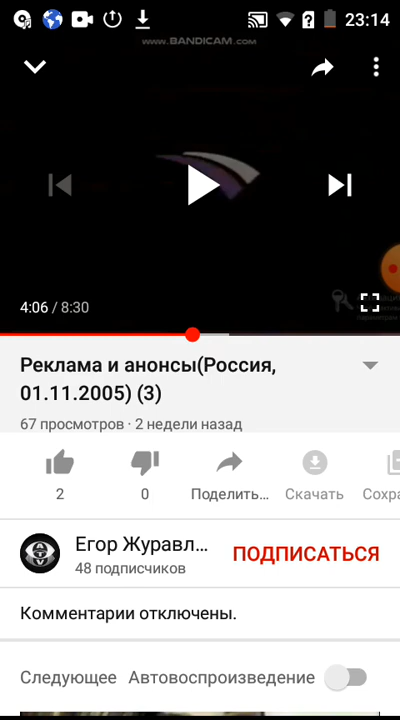 23:14
www.BANDICAM.com
4:06 / 8:30
Реклама и анонсы(Россия,
01.11.2005) (3)
67 просмотров · 2 недели назад
2
0
Поделить...
Скачать
Сохра
Егор Журавл...
48 подписчиков
ПОДПИСАТЬСЯ
Комментарии отключены.
Следующее
Автовоспроизведение